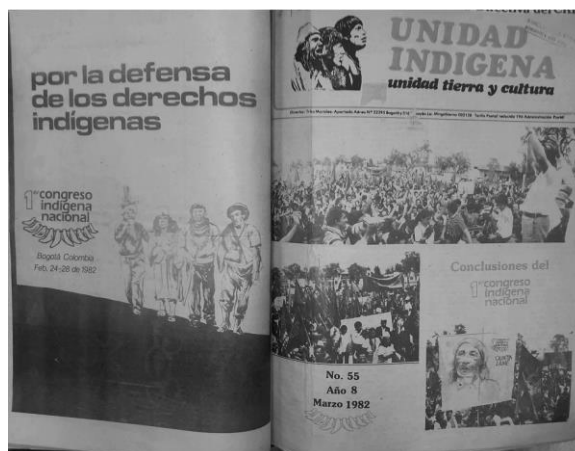 por la defensa
de los derechos
indígenas
1er congreso
indígena
nacional
Bogotá Colombia
Feb. 24-28 de 1982
UNIDAD
INDIGENA
unidad tierra y cultura
Conclusiones del
1er congreso
indígena
nacional
No. 55
Año 8
Marzo 1982